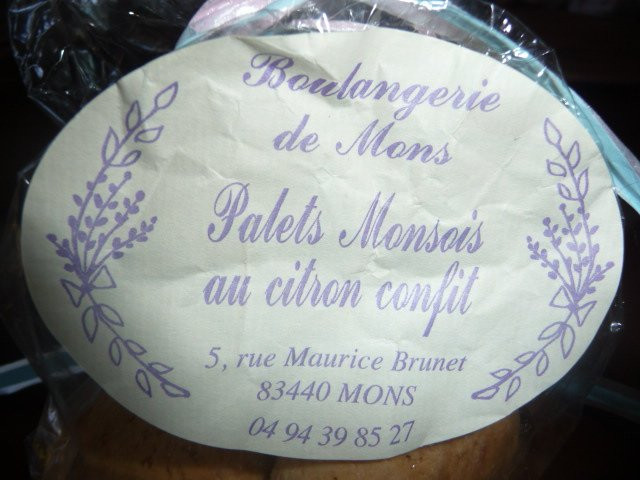 Boulangerie
de Mons
Palets Monsois
au citron confit
5, rue Maurice Brunet
83440 MONS
04 94 39 85 27